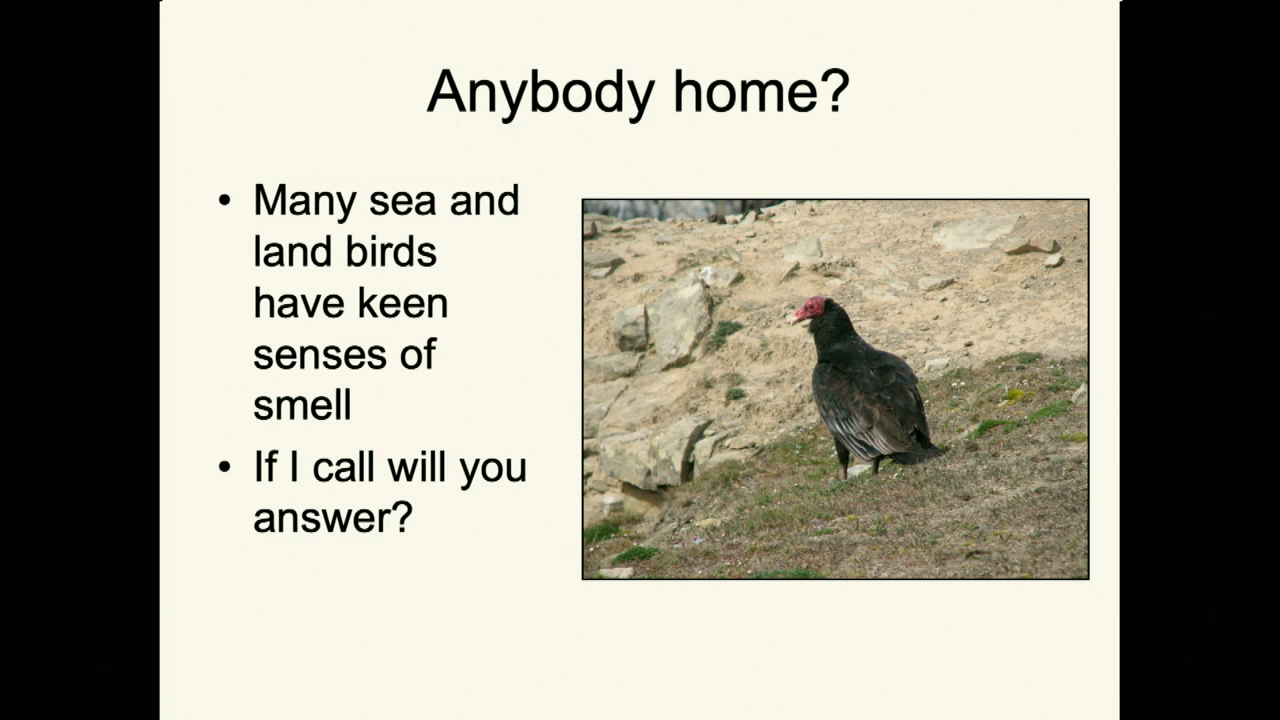 Anybody home?
• Many sea and
land birds
have keen
senses of
smell
• If I call will you
answer?